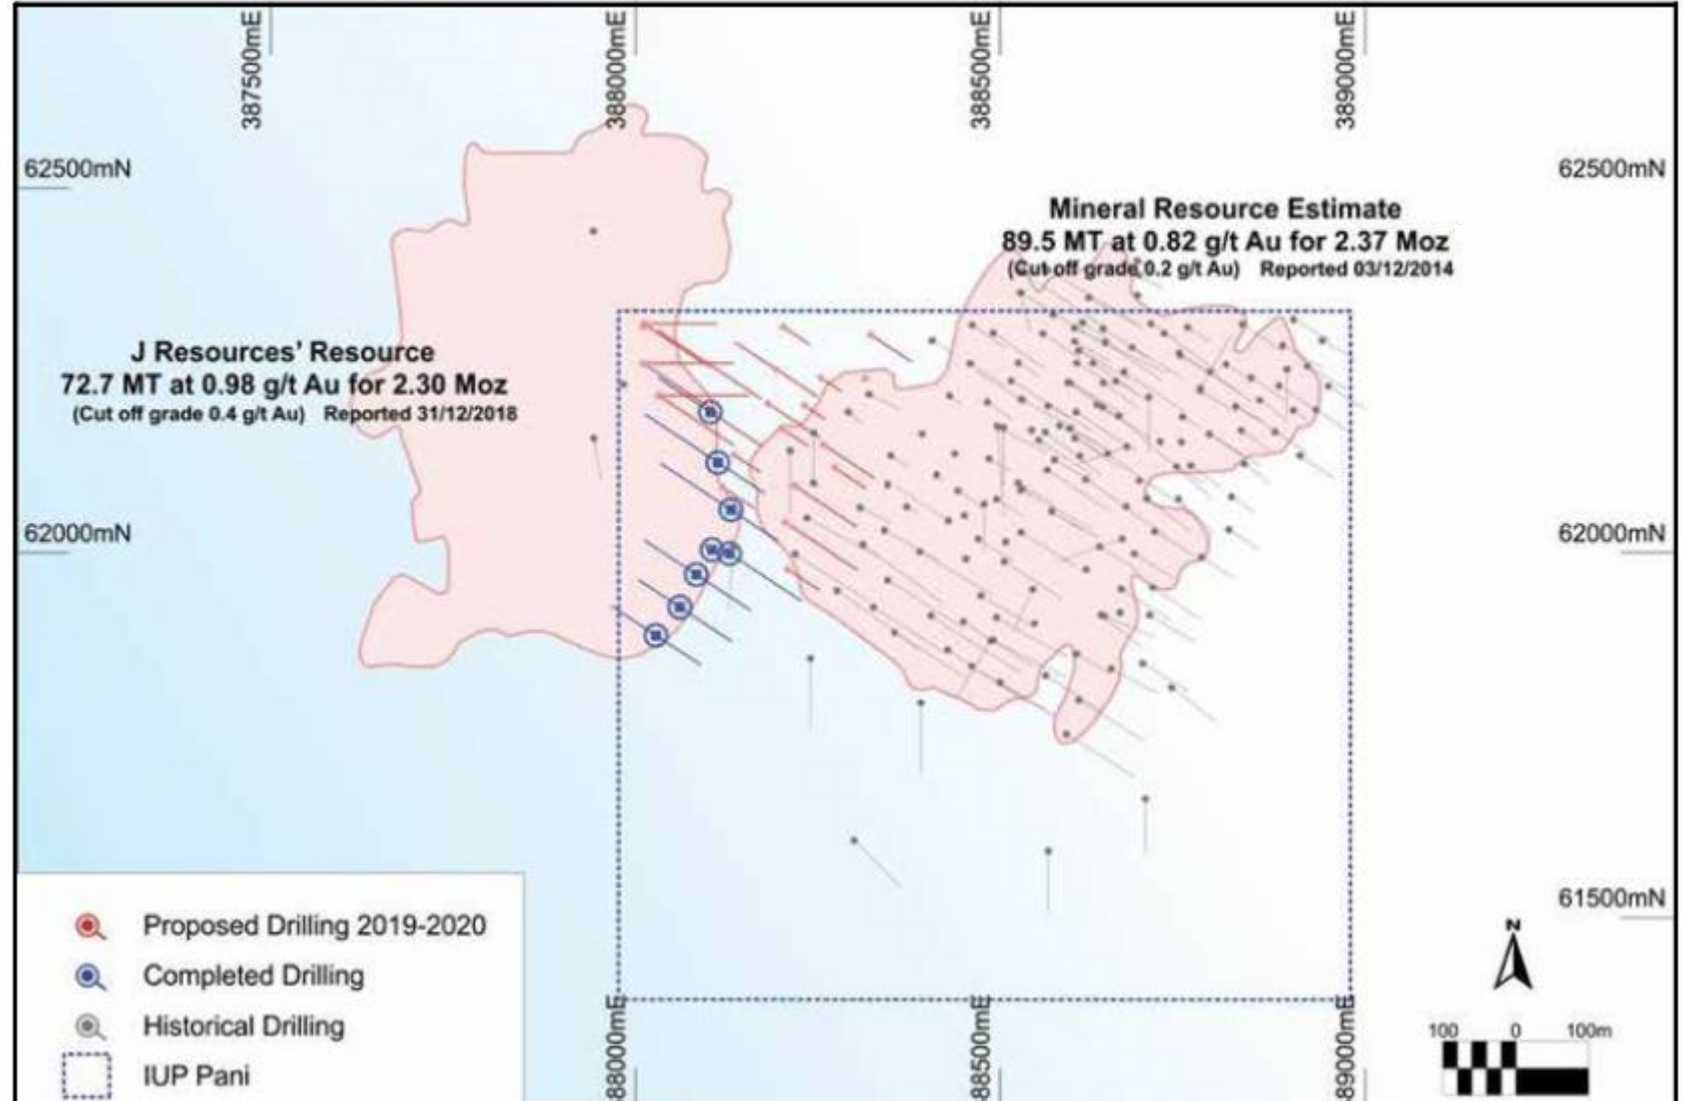 387500mE
388000mE
388500mE
389000mE
62500mN
62500mN
Mineral Resource Estimate
89.5 MT at 0.82 g/t Au for 2.37 Moz
(Cut off grade 0.2 g/t Au) Reported 03/12/2014
J Resources’ Resource
72.7 MT at 0.98 g/t Au for 2.30 Moz
(Cut off grade 0.4 g/t Au) Reported 31/12/2018
62000mN
62000mN
61500mN
Proposed Drilling 2019-2020
Completed Drilling
Historical Drilling
IUP Pani
88000mE
88500mE
89000mE
N
100 0 100m